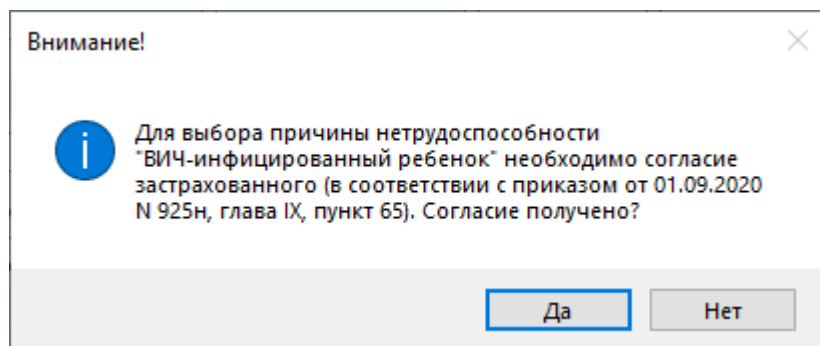 Внимание!
Для выбора причины нетрудоспособности
"ВИЧ-инфицированный ребенок" необходимо согласие
застрахованного (в соответствии с приказом от 01.09.2020
N 925н, глава IX, пункт 65). Согласие получено?
Да
Нет